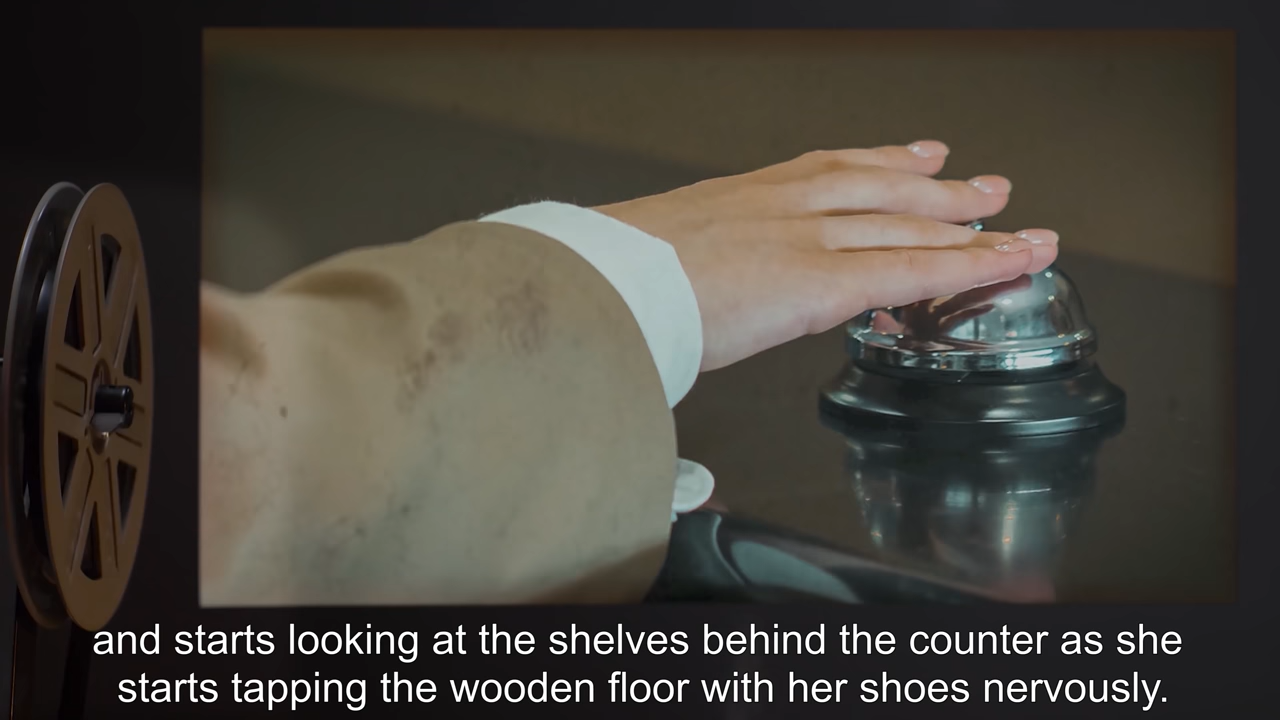 and starts looking at the shelves behind the counter as she
starts tapping the wooden floor with her shoes nervously.